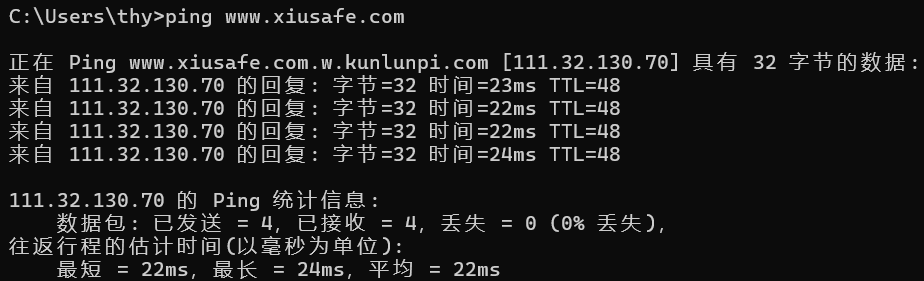 C:\Users\thy>ping www.xiusafe.com
正在 Ping www.xiusafe.com.w.kunlunpi.com [111.32.130.70] 具有 32 字节的数据:
来自 111.32.130.70 的回复: 字节=32 时间=23ms TTL=48
来自 111.32.130.70 的回复: 字节=32 时间=22ms TTL=48
来自 111.32.130.70 的回复: 字节=32 时间=22ms TTL=48
来自 111.32.130.70 的回复: 字节=32 时间=24ms TTL=48
111.32.130.70 的 Ping 统计信息:
数据包: 已发送 = 4, 已接收 = 4, 丢失 = 0 (0% 丢失),
往返行程的估计时间(以毫秒为单位):
最短 = 22ms, 最长 = 24ms, 平均 = 22ms